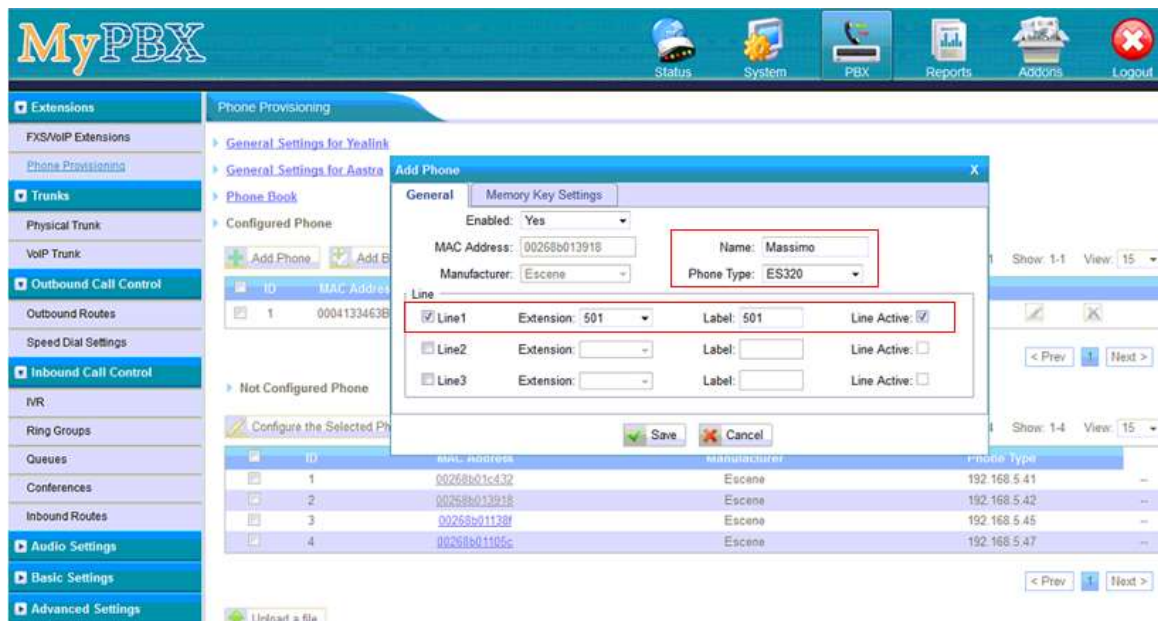 MyPBX
Status System PBX Reports Addons Logout
Extensions
FXS/VoIP Extensions
Phone Provisioning
Trunks
Physical Trunk
VoIP Trunk
Outbound Call Control
Outbound Routes
Speed Dial Settings
Inbound Call Control
IVR
Ring Groups
Queues
Conferences
Inbound Routes
Audio Settings
Basic Settings
Advanced Settings
Phone Provisioning
General Settings for Yealink
General Settings for Aastra
Phone Book
Configured Phone
Add Phone Add B
1 Show: 1-1 View: 15
ID MAC Addres
1 0004133463B
< Prev 1 Next >
Add Phone X
General Memory Key Settings
Enabled: Yes
MAC Address: 00268b013918 Name: Massimo
Manufacturer: Escene Phone Type: ES320
Line
Line1 Extension: 501 Label: 501 Line Active:
Line2 Extension: Label: Line Active:
Line3 Extension: Label: Line Active:
Save Cancel
Not Configured Phone
Configure the Selected Ph
4 Show: 1-4 View: 15
ID MAC Address Manufacturer Phone Type
1 00268b01c432 Escene 192.168.5.41 --
2 00268b013918 Escene 192.168.5.42 --
3 00268b01138f Escene 192.168.5.45 --
4 00268b01105c Escene 192.168.5.47 --
< Prev 1 Next >
Upload a file